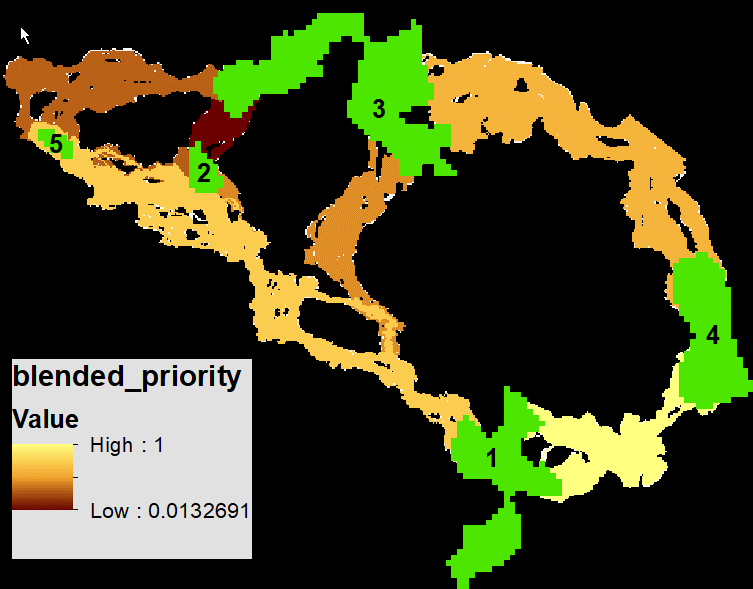 3
5
2
4
1
blended_priority
Value
High : 1
Low : 0.0132691